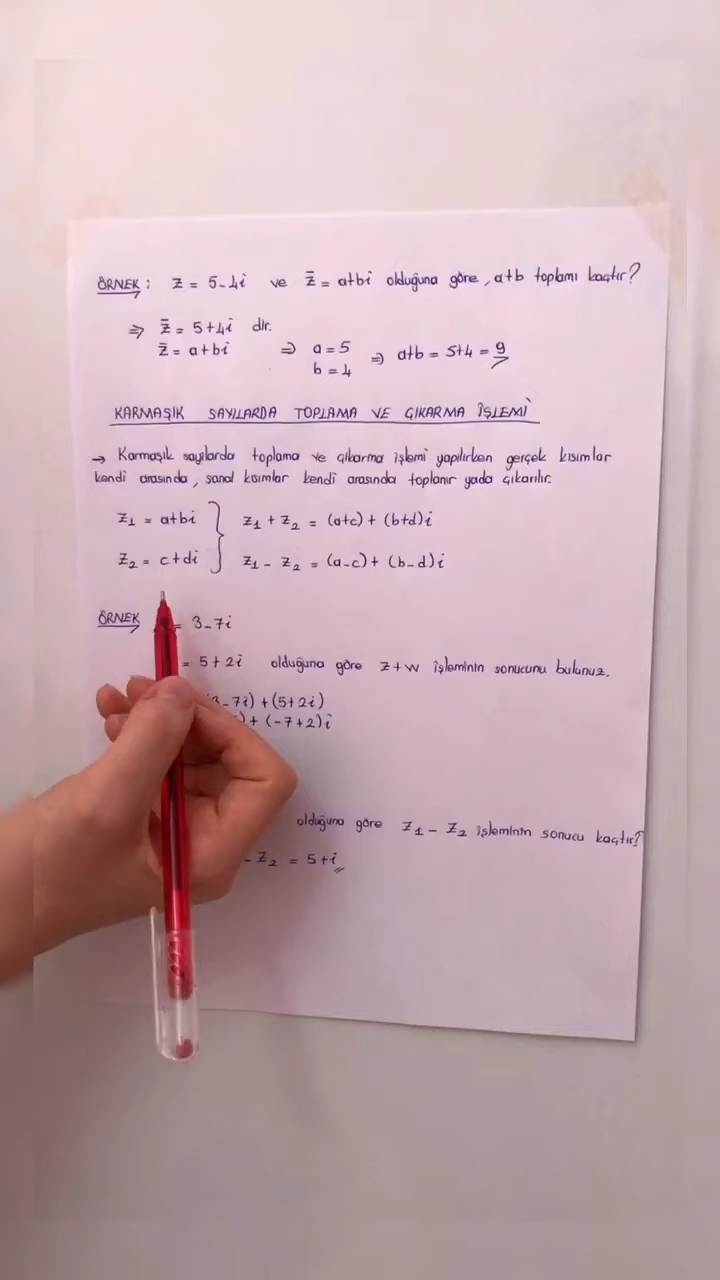 ÖRNEK : z = 5-4i ve z̄ = a+bi olduğuna göre, a+b toplamı kaçtır?
⇒ z̄ = 5+4i dir.
z̄ = a+bi ⇒ a = 5
b = 4 ⇒ a+b = 5+4 = 9
KARMAŞIK SAYILARDA TOPLAMA VE ÇIKARMA İŞLEMİ
→ Karmaşık sayılarda toplama ve çıkarma işlemi yapılırken gerçek kısımlar
kendi arasında, sanal kısımlar kendi arasında toplanır yada çıkarılır.
z1 = a+bi } z1 + z2 = (a+c) + (b+d)i
z2 = c+di } z1 - z2 = (a-c) + (b-d)i
ÖRNEK = 3-7i
= 5+2i olduğuna göre z+w işleminin sonucunu bulunuz.
-7i) + (5+2i)
) + (-7+2)i
olduğuna göre z1 - z2 işleminin sonucu kaçtır?
- z2 = 5+i